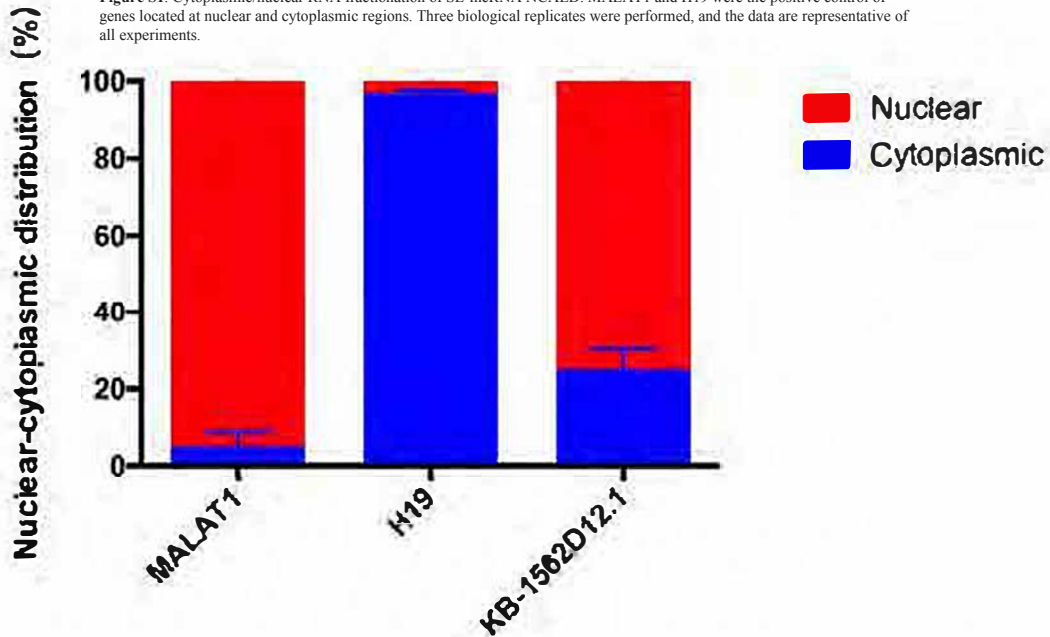 genes located at nuclear and cytoplasmic regions. Three biological replicates were performed, and the data are representative of
all experiments.
Nuclear-cytoplasmic distribution (%)
100
80
60
40
20
0
MALAT1
H19
KB-1562D12.1
Nuclear
Cytoplasmic